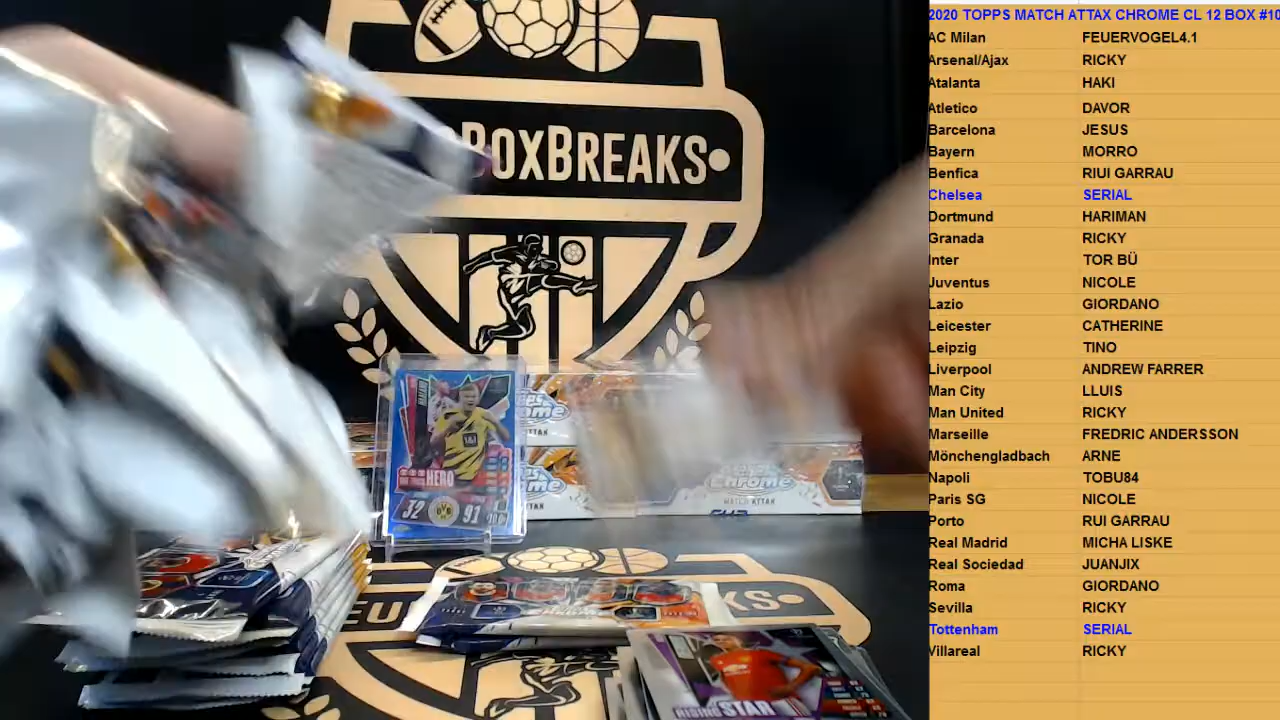 2020 TOPPS MATCH ATTAX CHROME CL 12 BOX #10
AC Milan FEUERVOGEL4.1
Arsenal/Ajax RICKY
Atalanta HAKI
Atletico DAVOR
Barcelona JESUS
Bayern MORRO
Benfica RIUI GARRAU
Chelsea SERIAL
Dortmund HARIMAN
Granada RICKY
Inter TOR BÜ
Juventus NICOLE
Lazio GIORDANO
Leicester CATHERINE
Leipzig TINO
Liverpool ANDREW FARRER
Man City LLUIS
Man United RICKY
Marseille FREDRIC ANDERSSON
Mönchengladbach ARNE
Napoli TOBU84
Paris SG NICOLE
Porto RUI GARRAU
Real Madrid MICHA LISKE
Real Sociedad JUANJIX
Roma GIORDANO
Sevilla RICKY
Tottenham SERIAL
Villareal RICKY
BOXBREAKS
HERO
32 91
Chrome
MATCH ATTAX
EU KS
RISING STAR